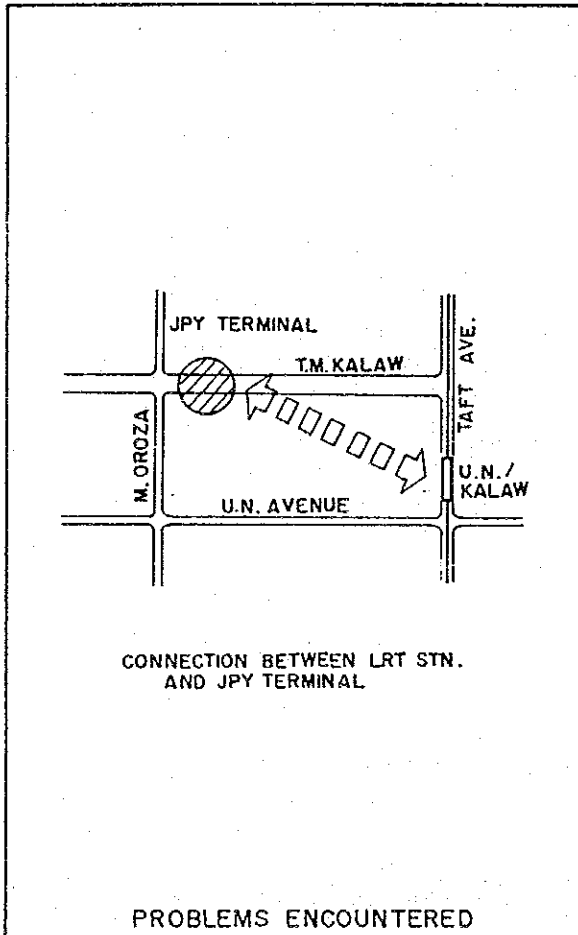 JPY TERMINAL
T.M. KALAW
TAFT AVE.
M. OROZA
U.N./
KALAW
U.N. AVENUE
CONNECTION BETWEEN LRT STN.
AND JPY TERMINAL
PROBLEMS ENCOUNTERED